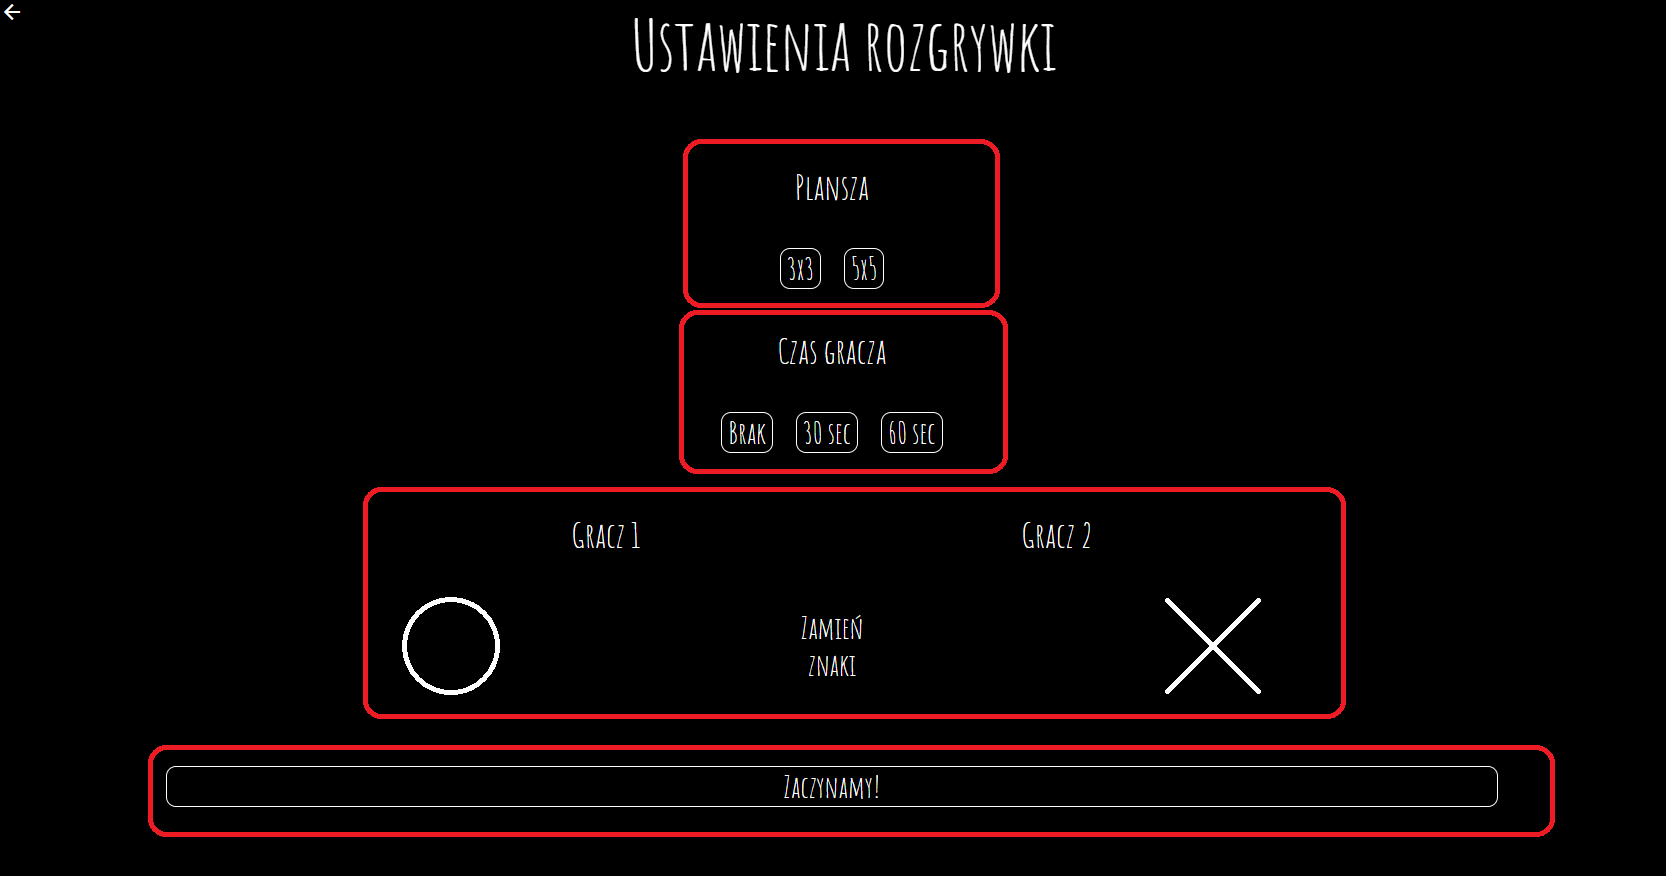 Ustawienia rozgrywki
Plansza
3x3 5x5
Czas gracza
Brak 30 sec 60 sec
Gracz 1 Gracz 2
Zamień
znaki
Zaczynamy!